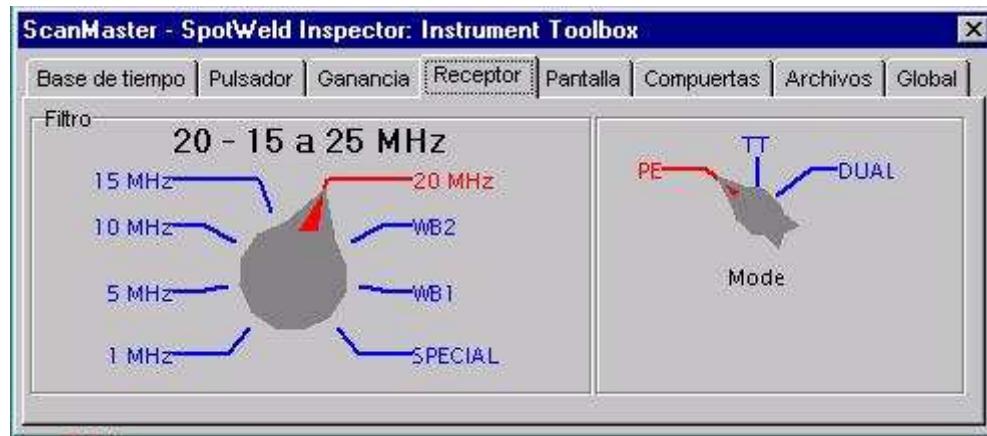 ScanMaster - SpotWeld Inspector: Instrument Toolbox
Base de tiempo
Pulsador
Ganancia
Receptor
Pantalla
Compuertas
Archivos
Global
Filtro
20 - 15 a 25 MHz
15 MHz
20 MHz
10 MHz
WB2
5 MHz
WB1
1 MHz
SPECIAL
TT
PE
DUAL
Mode